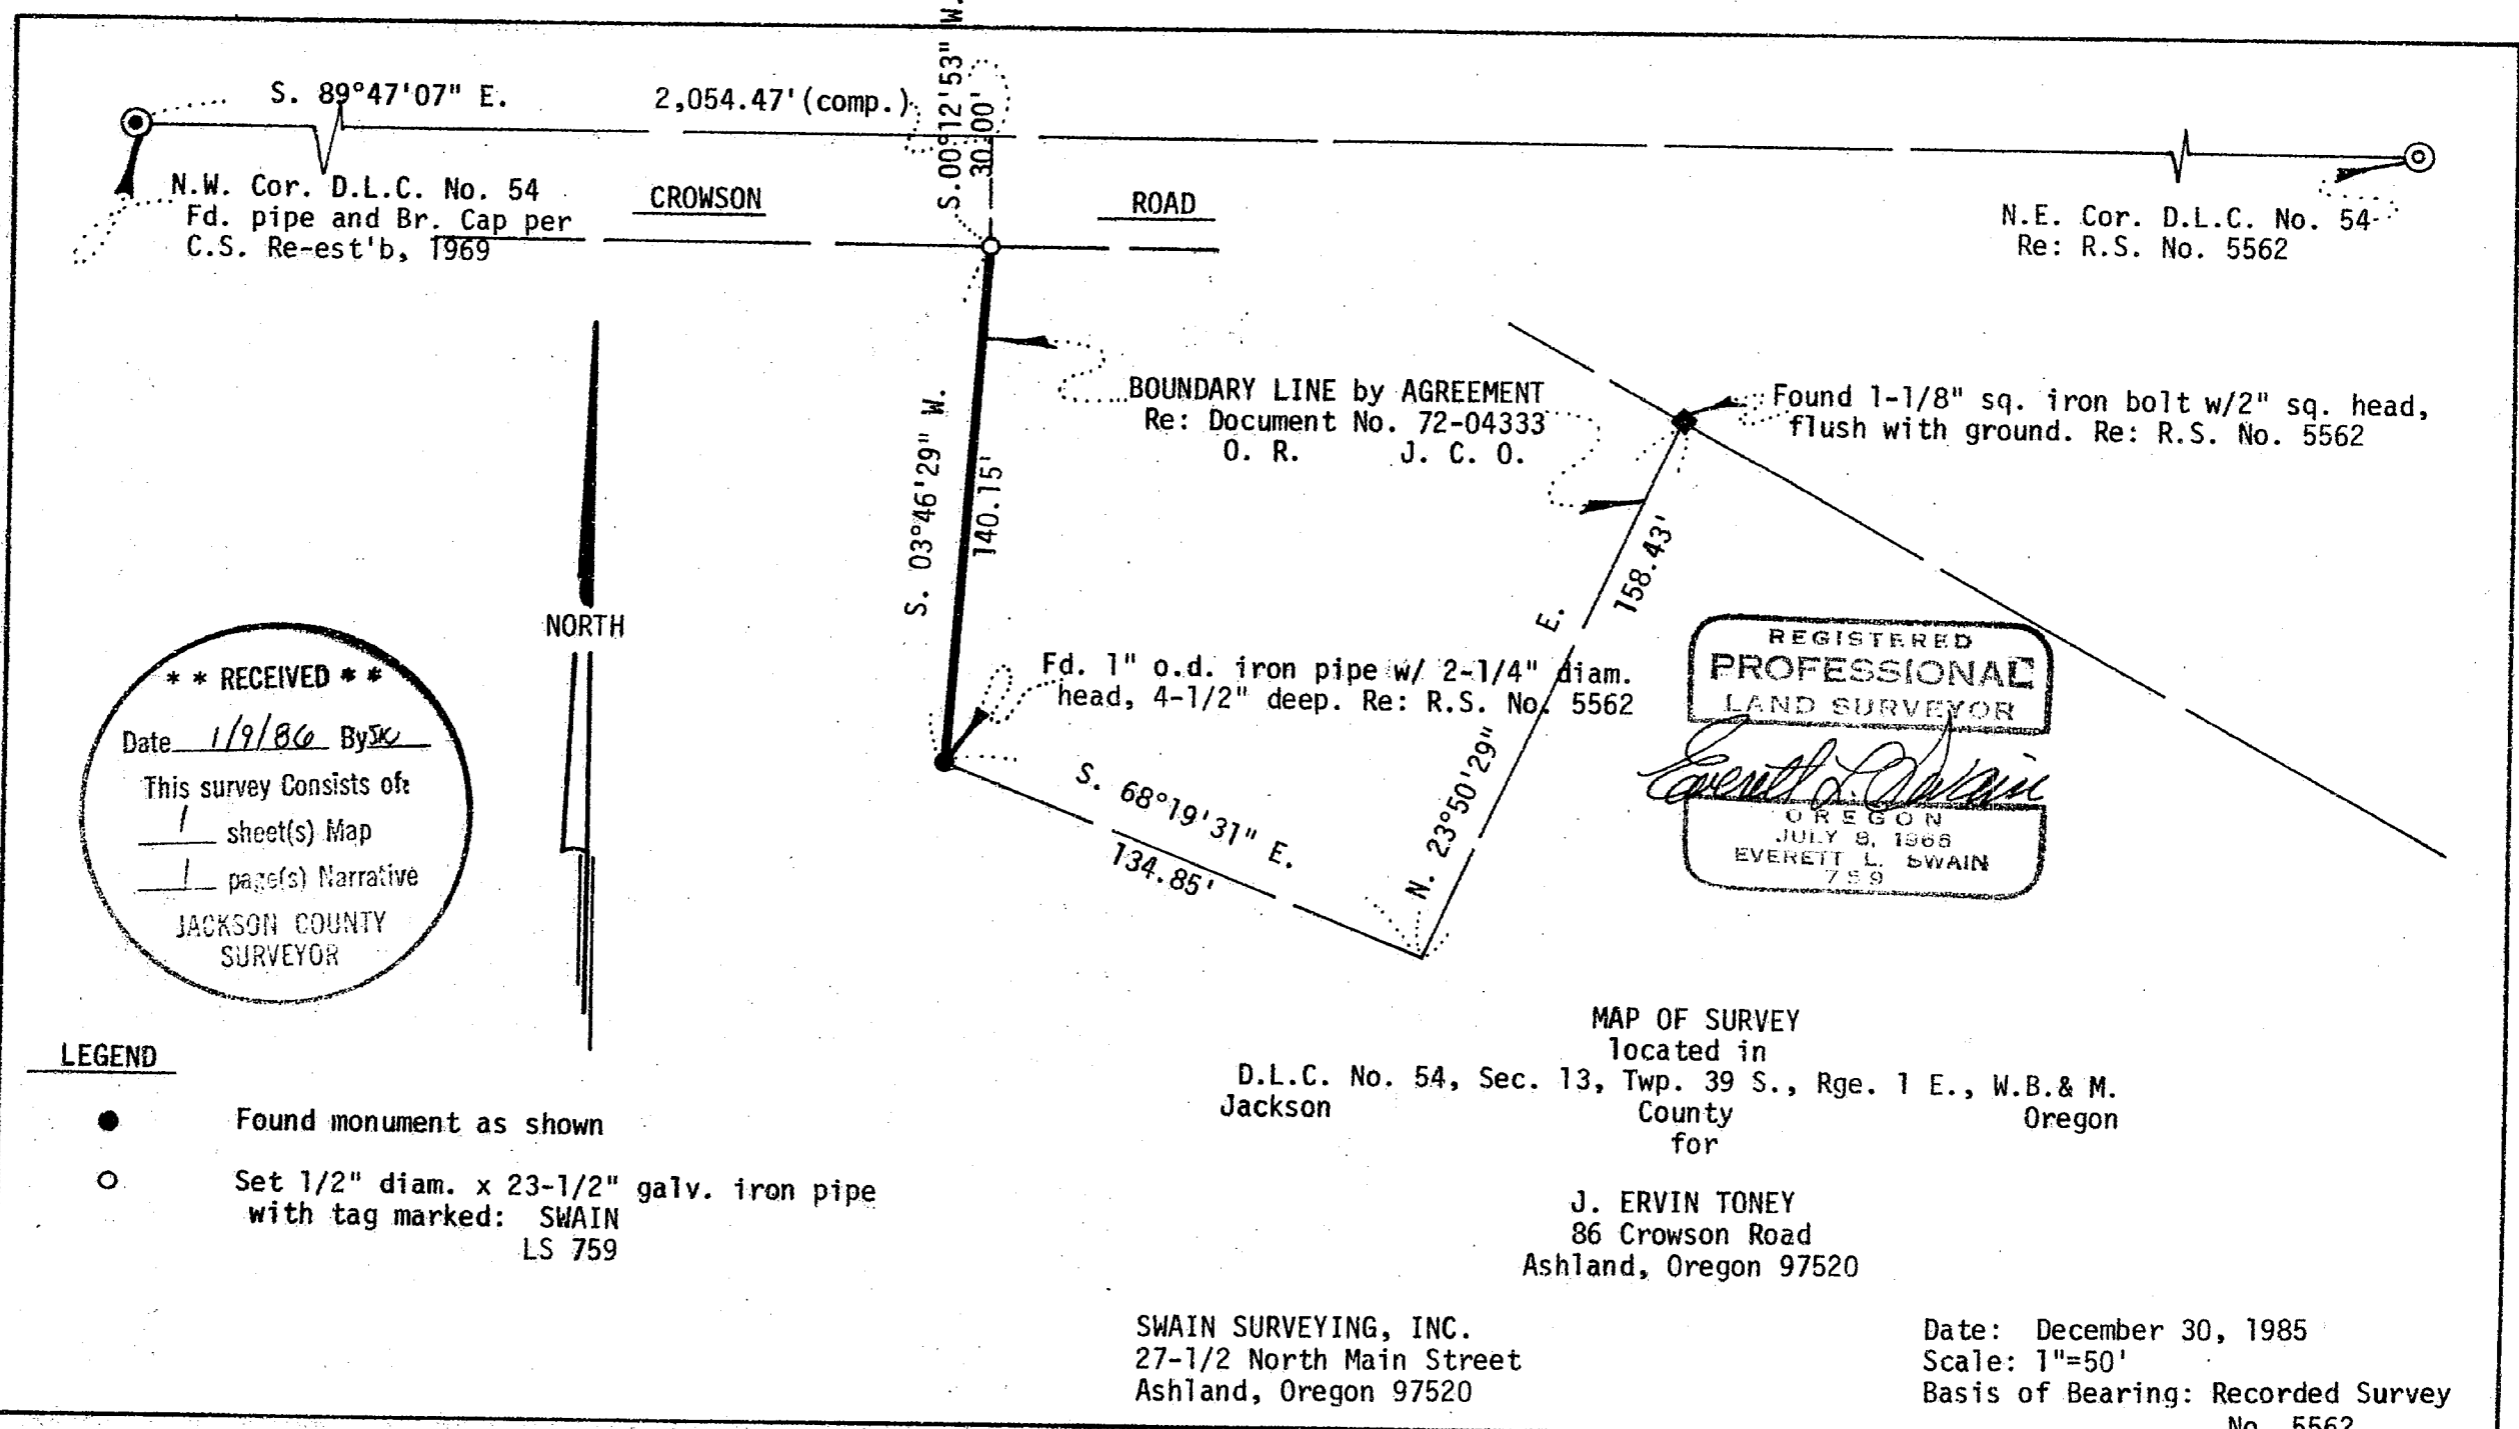 S. 89°47'07" E.
2,054.47'(comp.)
S.00°12'53" W.
30.00'
N.W. Cor. D.L.C. No. 54
Fd. pipe and Br. Cap per
C.S. Re-est'b, 1969
CROWSON
ROAD
N.E. Cor. D.L.C. No. 54
Re: R.S. No. 5562
BOUNDARY LINE by AGREEMENT
Re: Document No. 72-04333
O. R. J. C. O.
Found 1-1/8" sq. iron bolt w/2" sq. head,
flush with ground. Re: R.S. No. 5562
S. 03°46'29" W.
140.15'
158.43'
N. 23°50'29" E.
NORTH
Fd. 1" o.d. iron pipe w/ 2-1/4" diam.
head, 4-1/2" deep. Re: R.S. No. 5562
S. 68°19'31" E.
134.85'
* * RECEIVED * *
Date 1/9/86 By
This survey Consists of:
1 sheet(s) Map
1 page(s) Narrative
JACKSON COUNTY
SURVEYOR
REGISTERED
PROFESSIONAL
LAND SURVEYOR
Everett L. Swain
OREGON
JULY 8, 1966
EVERETT L. SWAIN
759
LEGEND
Found monument as shown
Set 1/2" diam. x 23-1/2" galv. iron pipe
with tag marked: SWAIN
LS 759
MAP OF SURVEY
located in
D.L.C. No. 54, Sec. 13, Twp. 39 S., Rge. 1 E., W.B.& M.
Jackson County Oregon
for
J. ERVIN TONEY
86 Crowson Road
Ashland, Oregon 97520
SWAIN SURVEYING, INC.
27-1/2 North Main Street
Ashland, Oregon 97520
Date: December 30, 1985
Scale: 1"=50'
Basis of Bearing: Recorded Survey
No. 5562